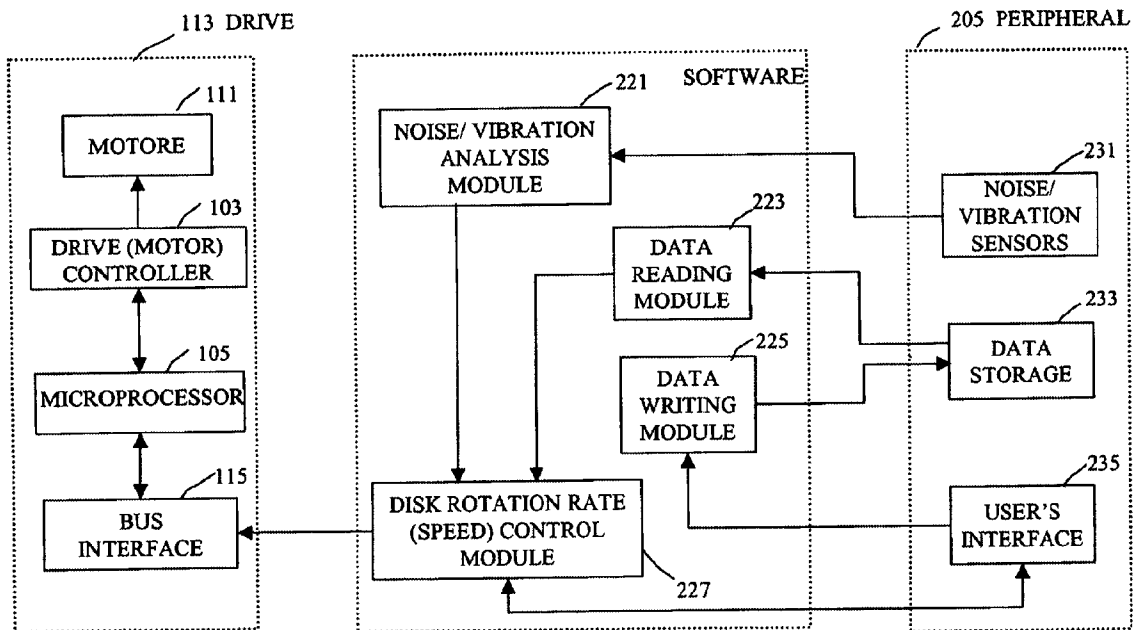 113 DRIVE
205 PERIPHERAL
SOFTWARE
111
MOTORE
103
DRIVE (MOTOR)
CONTROLLER
105
MICROPROCESSOR
115
BUS
INTERFACE
221
NOISE/ VIBRATION
ANALYSIS
MODULE
223
DATA
READING
MODULE
225
DATA
WRITING
MODULE
DISK ROTATION RATE
(SPEED) CONTROL
MODULE
227
231
NOISE/
VIBRATION
SENSORS
233
DATA
STORAGE
235
USER'S
INTERFACE